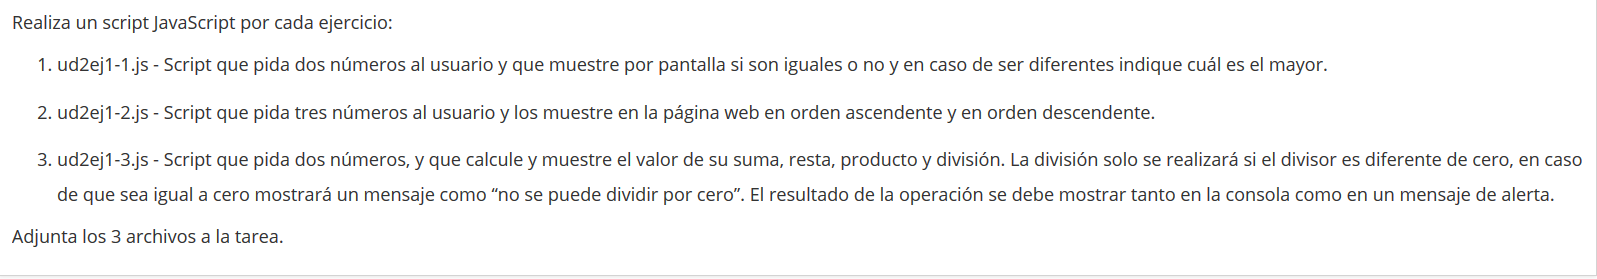 Realiza un script JavaScript por cada ejercicio:
1. ud2ej1-1.js - Script que pida dos números al usuario y que muestre por pantalla si son iguales o no y en caso de ser diferentes indique cuál es el mayor.
2. ud2ej1-2.js - Script que pida tres números al usuario y los muestre en la página web en orden ascendente y en orden descendente.
3. ud2ej1-3.js - Script que pida dos números, y que calcule y muestre el valor de su suma, resta, producto y división. La división solo se realizará si el divisor es diferente de cero, en caso
de que sea igual a cero mostrará un mensaje como “no se puede dividir por cero”. El resultado de la operación se debe mostrar tanto en la consola como en un mensaje de alerta.
Adjunta los 3 archivos a la tarea.